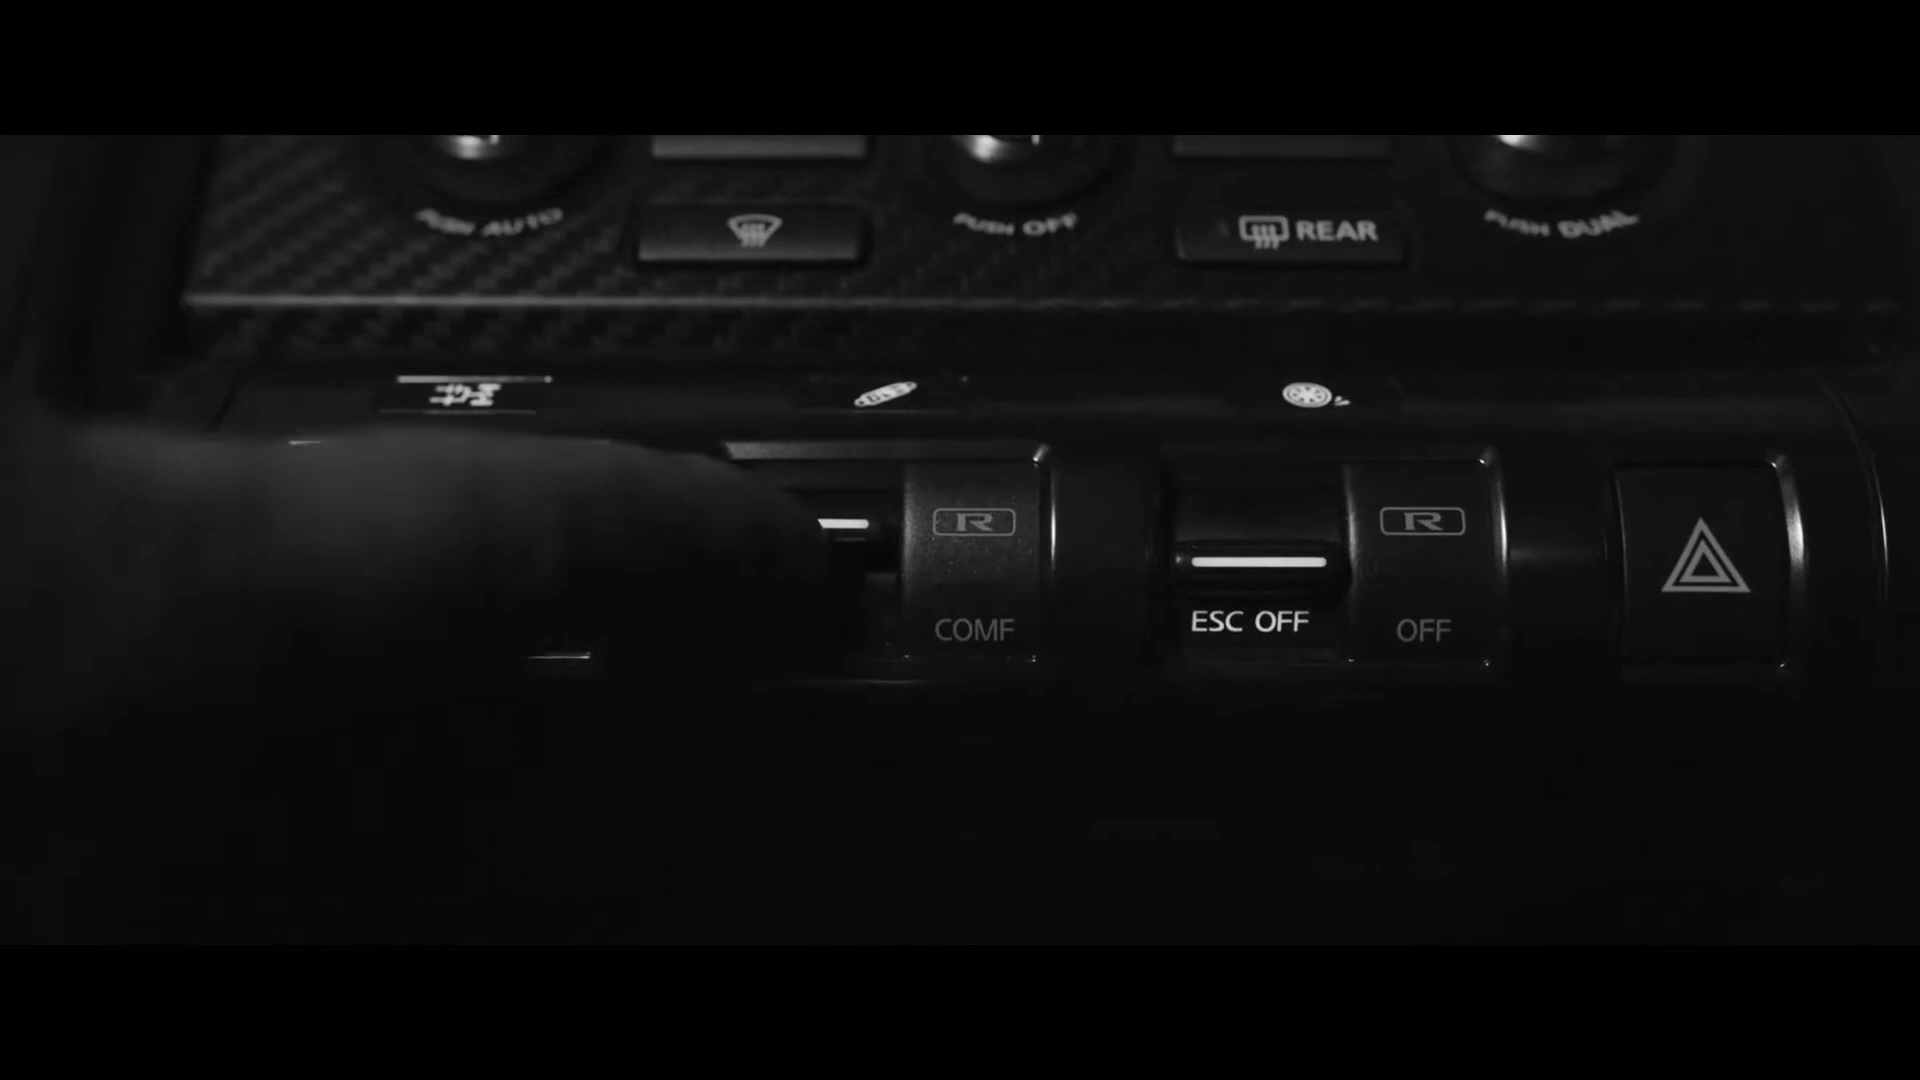 PUSH AUTO
PUSH OFF
REAR
PUSH DUAL
R
R
COMF
ESC OFF
OFF